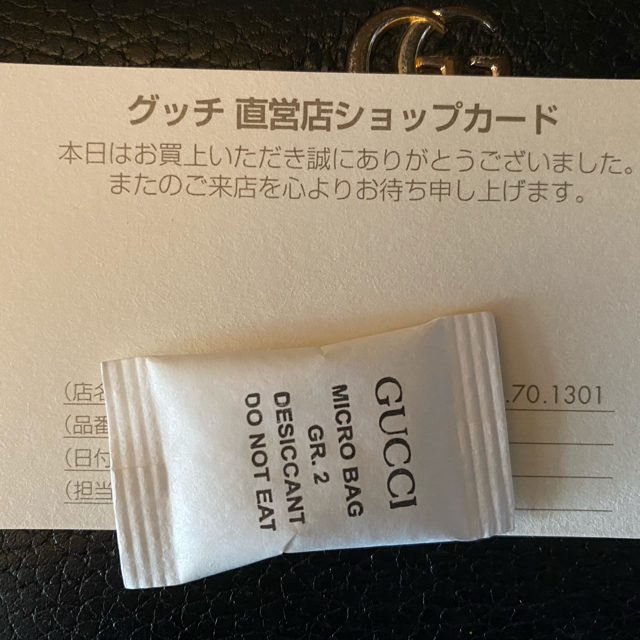 グッチ 直営店ショップカード
本日はお買上いただき誠にありがとうございました。
またのご来店を心よりお待ち申し上げます。
(店名
.70.1301
(品番
(日付
(担当
GUCCI
MICRO BAG
GR. 2
DESICCANT
DO NOT EAT